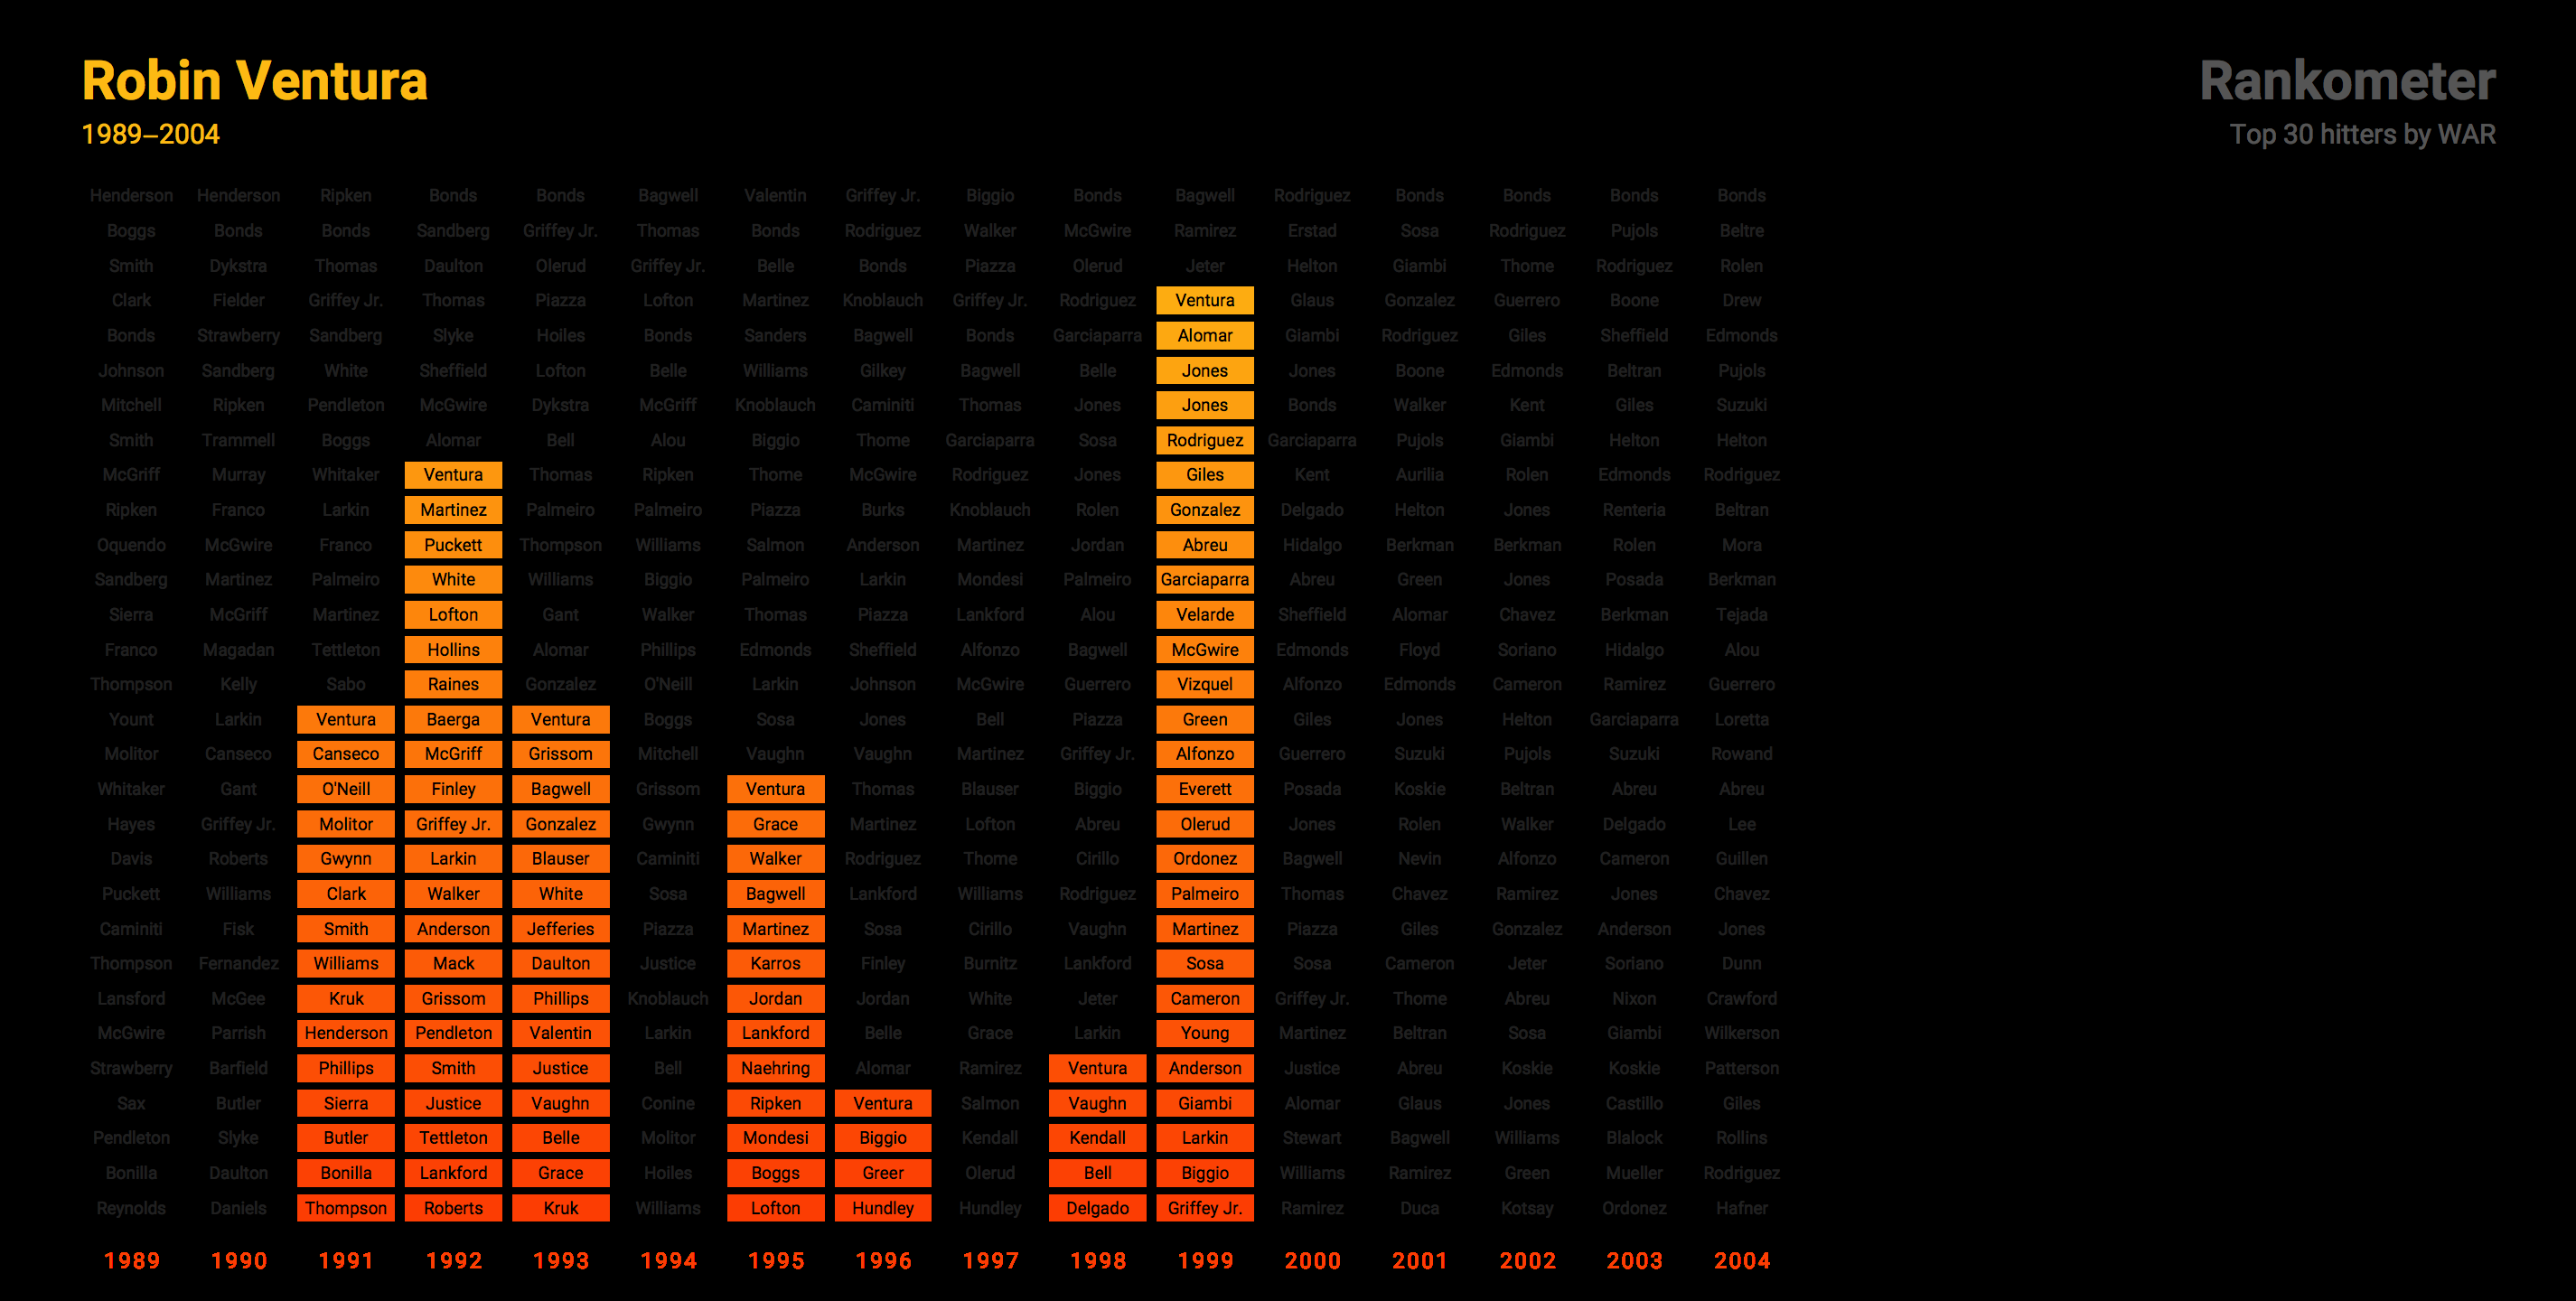 Robin Ventura
Rankometer
1989–2004
Top 30 hitters by WAR
Henderson Henderson Ripken Bonds Bonds Bagwell Valentin Griffey Jr. Biggio Bonds Bagwell Rodriguez Bonds Bonds Bonds Bonds
Boggs Bonds Bonds Sandberg Griffey Jr. Thomas Bonds Rodriguez Walker McGwire Ramirez Erstad Sosa Rodriguez Pujols Beltre
Smith Dykstra Thomas Daulton Olerud Griffey Jr. Belle Bonds Piazza Olerud Jeter Helton Giambi Thome Rodriguez Rolen
Clark Fielder Griffey Jr. Thomas Piazza Lofton Martinez Knoblauch Griffey Jr. Rodriguez Ventura Glaus Gonzalez Guerrero Boone Drew
Bonds Strawberry Sandberg Slyke Hoiles Bonds Sanders Bagwell Bonds Garciaparra Alomar Giambi Rodriguez Giles Sheffield Edmonds
Johnson Sandberg White Sheffield Lofton Belle Williams Gilkey Bagwell Belle Jones Jones Boone Edmonds Beltran Pujols
Mitchell Ripken Pendleton McGwire Dykstra McGriff Knoblauch Caminiti Thomas Jones Jones Bonds Walker Kent Giles Suzuki
Smith Trammell Boggs Alomar Bell Alou Biggio Thome Garciaparra Sosa Rodriguez Garciaparra Pujols Giambi Helton Helton
McGriff Murray Whitaker Ventura Thomas Ripken Thome McGwire Rodriguez Jones Giles Kent Aurilia Rolen Edmonds Rodriguez
Ripken Franco Larkin Martinez Palmeiro Palmeiro Piazza Burks Knoblauch Rolen Gonzalez Delgado Helton Jones Renteria Beltran
Oquendo McGwire Franco Puckett Thompson Williams Salmon Anderson Martinez Jordan Abreu Hidalgo Berkman Berkman Rolen Mora
Sandberg Martinez Palmeiro White Williams Biggio Palmeiro Larkin Mondesi Palmeiro Garciaparra Abreu Green Jones Posada Berkman
Sierra McGriff Martinez Lofton Gant Walker Thomas Piazza Lankford Alou Velarde Sheffield Alomar Chavez Berkman Tejada
Franco Magadan Tettleton Hollins Alomar Phillips Edmonds Sheffield Alfonzo Bagwell McGwire Edmonds Floyd Soriano Hidalgo Alou
Thompson Kelly Sabo Raines Gonzalez O'Neill Larkin Johnson McGwire Guerrero Vizquel Alfonzo Edmonds Cameron Ramirez Guerrero
Yount Larkin Ventura Baerga Ventura Boggs Sosa Jones Bell Piazza Green Giles Jones Helton Garciaparra Loretta
Molitor Canseco Canseco McGriff Grissom Mitchell Vaughn Vaughn Martinez Griffey Jr. Alfonzo Guerrero Suzuki Pujols Suzuki Rowand
Whitaker Gant O'Neill Finley Bagwell Grissom Ventura Thomas Blauser Biggio Everett Posada Koskie Beltran Abreu Abreu
Hayes Griffey Jr. Molitor Griffey Jr. Gonzalez Gwynn Grace Martinez Lofton Abreu Olerud Jones Rolen Walker Delgado Lee
Davis Roberts Gwynn Larkin Blauser Caminiti Walker Rodriguez Thome Cirillo Ordonez Bagwell Nevin Alfonzo Cameron Guillen
Puckett Williams Clark Walker White Sosa Bagwell Lankford Williams Rodriguez Palmeiro Thomas Chavez Ramirez Jones Chavez
Caminiti Fisk Smith Anderson Jefferies Piazza Martinez Sosa Cirillo Vaughn Martinez Piazza Giles Gonzalez Anderson Jones
Thompson Fernandez Williams Mack Daulton Justice Karros Finley Burnitz Lankford Sosa Sosa Cameron Jeter Soriano Dunn
Lansford McGee Kruk Grissom Phillips Knoblauch Jordan Jordan White Jeter Cameron Griffey Jr. Thome Abreu Nixon Crawford
McGwire Parrish Henderson Pendleton Valentin Larkin Lankford Belle Grace Larkin Young Martinez Beltran Sosa Giambi Wilkerson
Strawberry Barfield Phillips Smith Justice Bell Naehring Alomar Ramirez Ventura Anderson Justice Abreu Koskie Koskie Patterson
Sax Butler Sierra Justice Vaughn Conine Ripken Ventura Salmon Vaughn Giambi Alomar Glaus Jones Castillo Giles
Pendleton Slyke Butler Tettleton Belle Molitor Mondesi Biggio Kendall Kendall Larkin Stewart Bagwell Williams Blalock Rollins
Bonilla Daulton Bonilla Lankford Grace Hoiles Boggs Greer Olerud Bell Biggio Williams Ramirez Green Mueller Rodriguez
Reynolds Daniels Thompson Roberts Kruk Williams Lofton Hundley Hundley Delgado Griffey Jr. Ramirez Duca Kotsay Ordonez Hafner
1989 1990 1991 1992 1993 1994 1995 1996 1997 1998 1999 2000 2001 2002 2003 2004